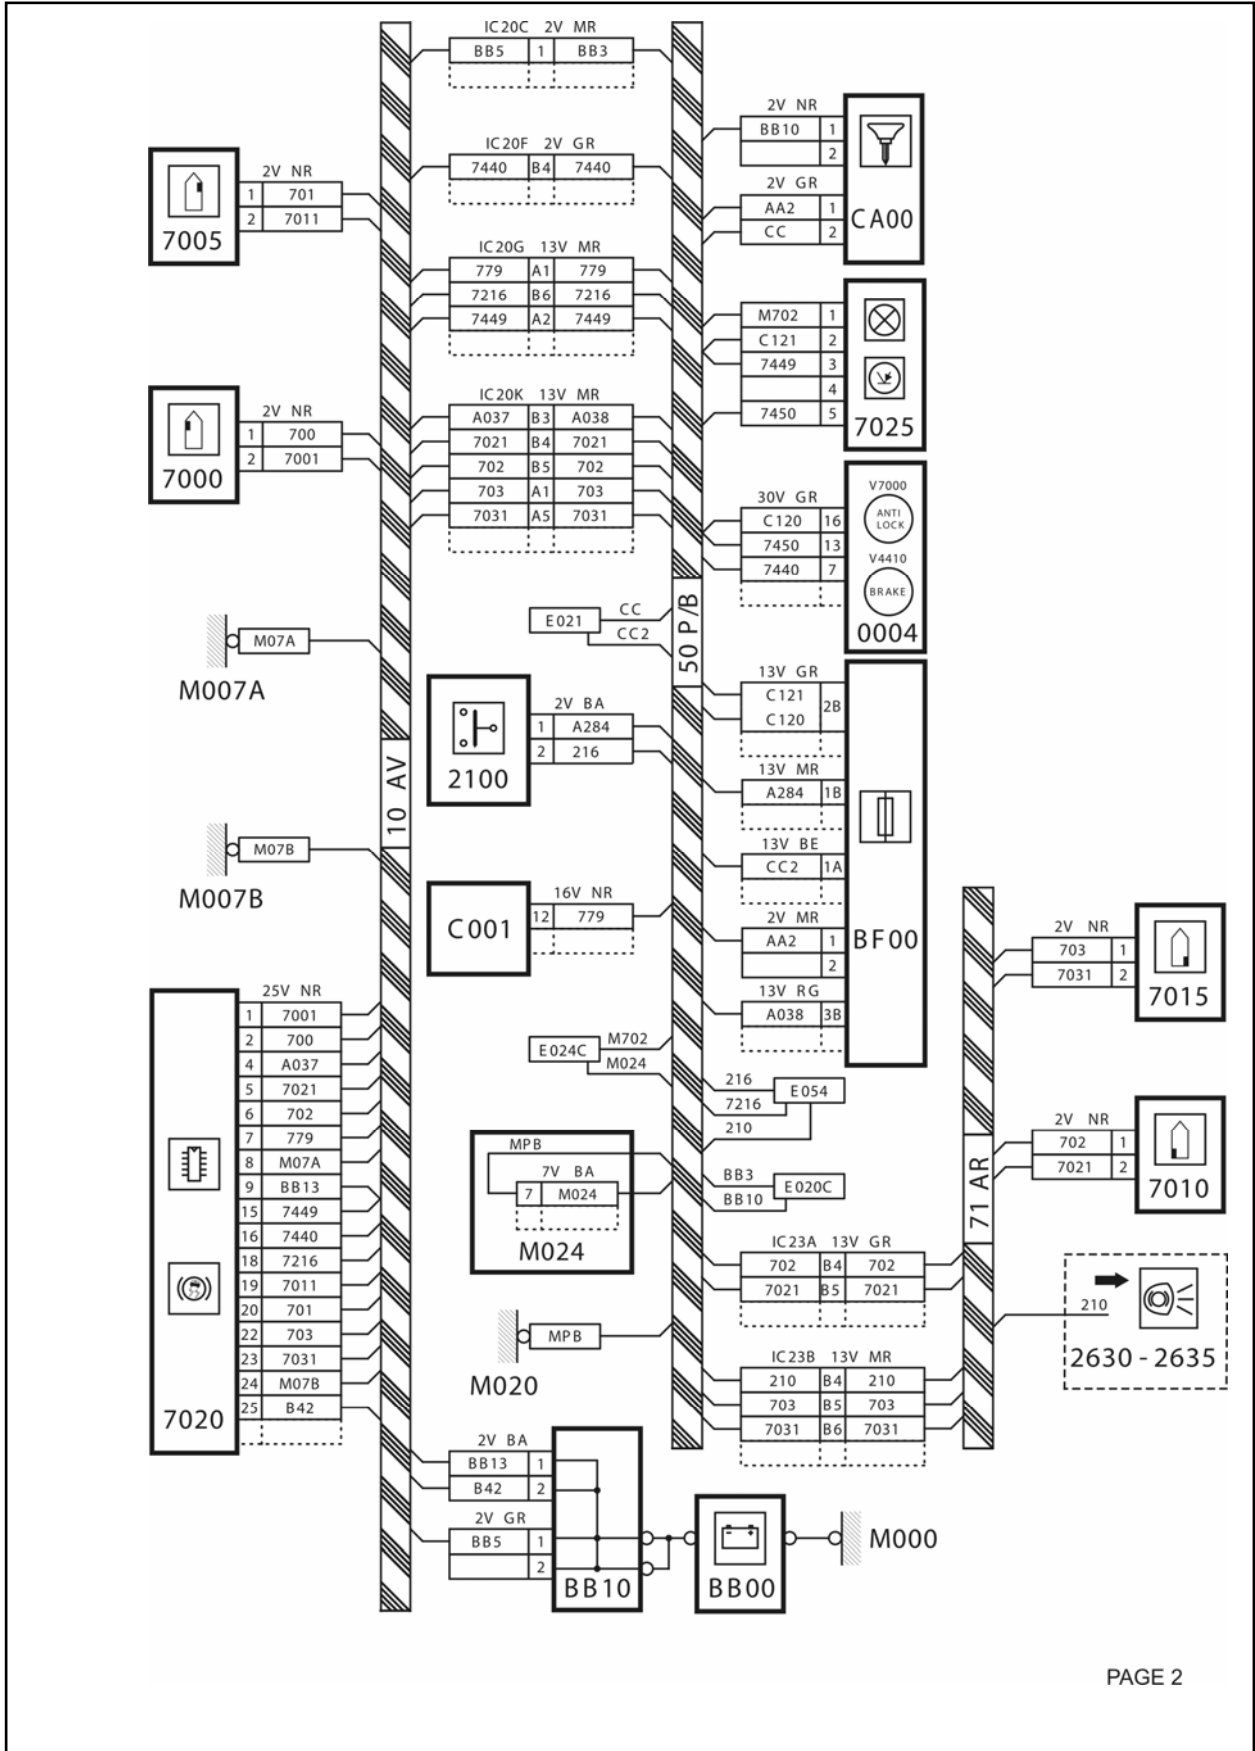 IC20C 2V MR
BB5 1 BB3
IC20F 2V GR
7440 B4 7440
IC20G 13V MR
779 A1 779
7216 B6 7216
7449 A2 7449
IC20K 13V MR
A037 B3 A038
7021 B4 7021
702 B5 702
703 A1 703
7031 A5 7031
2V NR
1 701
2 7011
7005
2V NR
1 700
2 7001
7000
M07A
M007A
M07B
M007B
10 AV
25V NR
1 7001
2 700
4 A037
5 7021
6 702
7 779
8 M07A
9 BB13
15 7449
16 7440
18 7216
19 7011
20 701
22 703
23 7031
24 M07B
25 B42
7020
E021 CC
CC2
2V BA
1 A284
2 216
2100
16V NR
12 779
C001
E024C M702
M024
MPB
7V BA
7 M024
M024
MPB
M020
50 P/B
2V NR
BB10 1
2
2V GR
AA2 1
CC 2
CA00
M702 1
C121 2
7449 3
4
7450 5
7025
30V GR
C120 16
7450 13
7440 7
V7000
ANTI
LOCK
V4410
BRAKE
0004
13V GR
C121
2B
C120
13V MR
A284 1B
13V BE
CC2 1A
2V MR
AA2 1
2
13V RG
A038 3B
BF00
216
7216
210
E054
BB3
BB10
E020C
IC23A 13V GR
702 B4 702
7021 B5 7021
IC23B 13V MR
210 B4 210
703 B5 703
7031 B6 7031
71 AR
2V NR
703 1
7031 2
7015
2V NR
702 1
7021 2
7010
210
2630 - 2635
2V BA
BB13 1
B42 2
2V GR
BB5 1
2
BB10
BB00
M000
PAGE 2